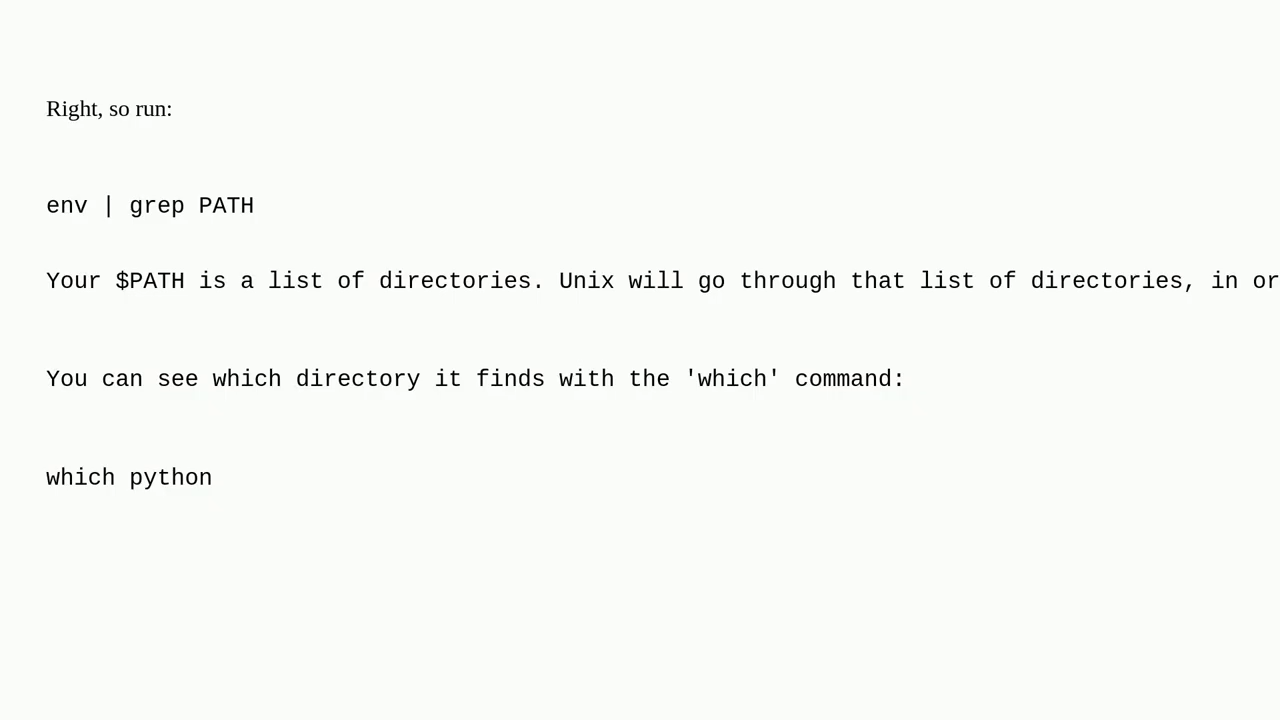 Right, so run:
env | grep PATH
Your $PATH is a list of directories. Unix will go through that list of directories, in or
You can see which directory it finds with the 'which' command:
which python